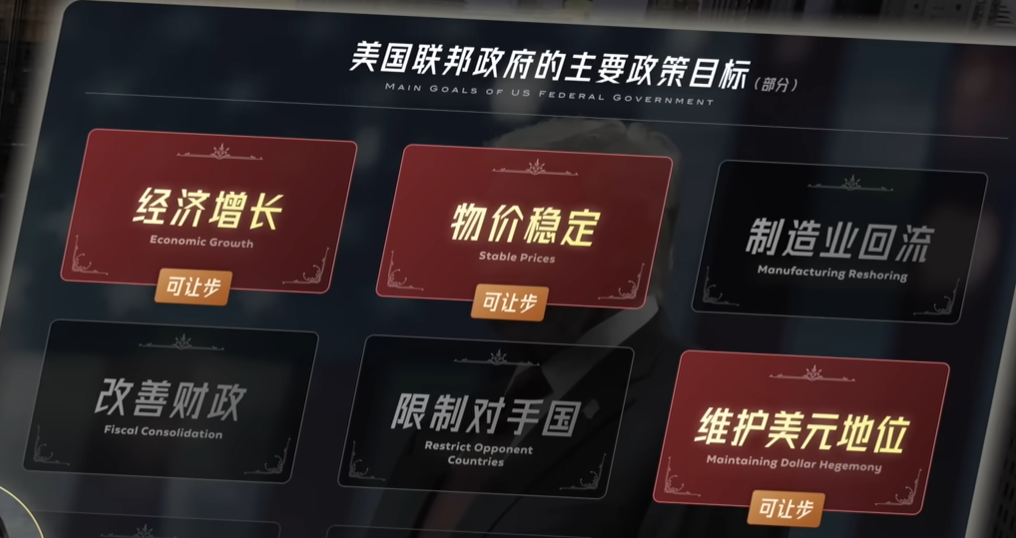 美国联邦政府的主要政策目标(部分)
MAIN GOALS OF US FEDERAL GOVERNMENT
经济增长
Economic Growth
可让步
物价稳定
Stable Prices
可让步
制造业回流
Manufacturing Reshoring
改善财政
Fiscal Consolidation
限制对手国
Restrict Opponent
Countries
维护美元地位
Maintaining Dollar Hegemony
可让步